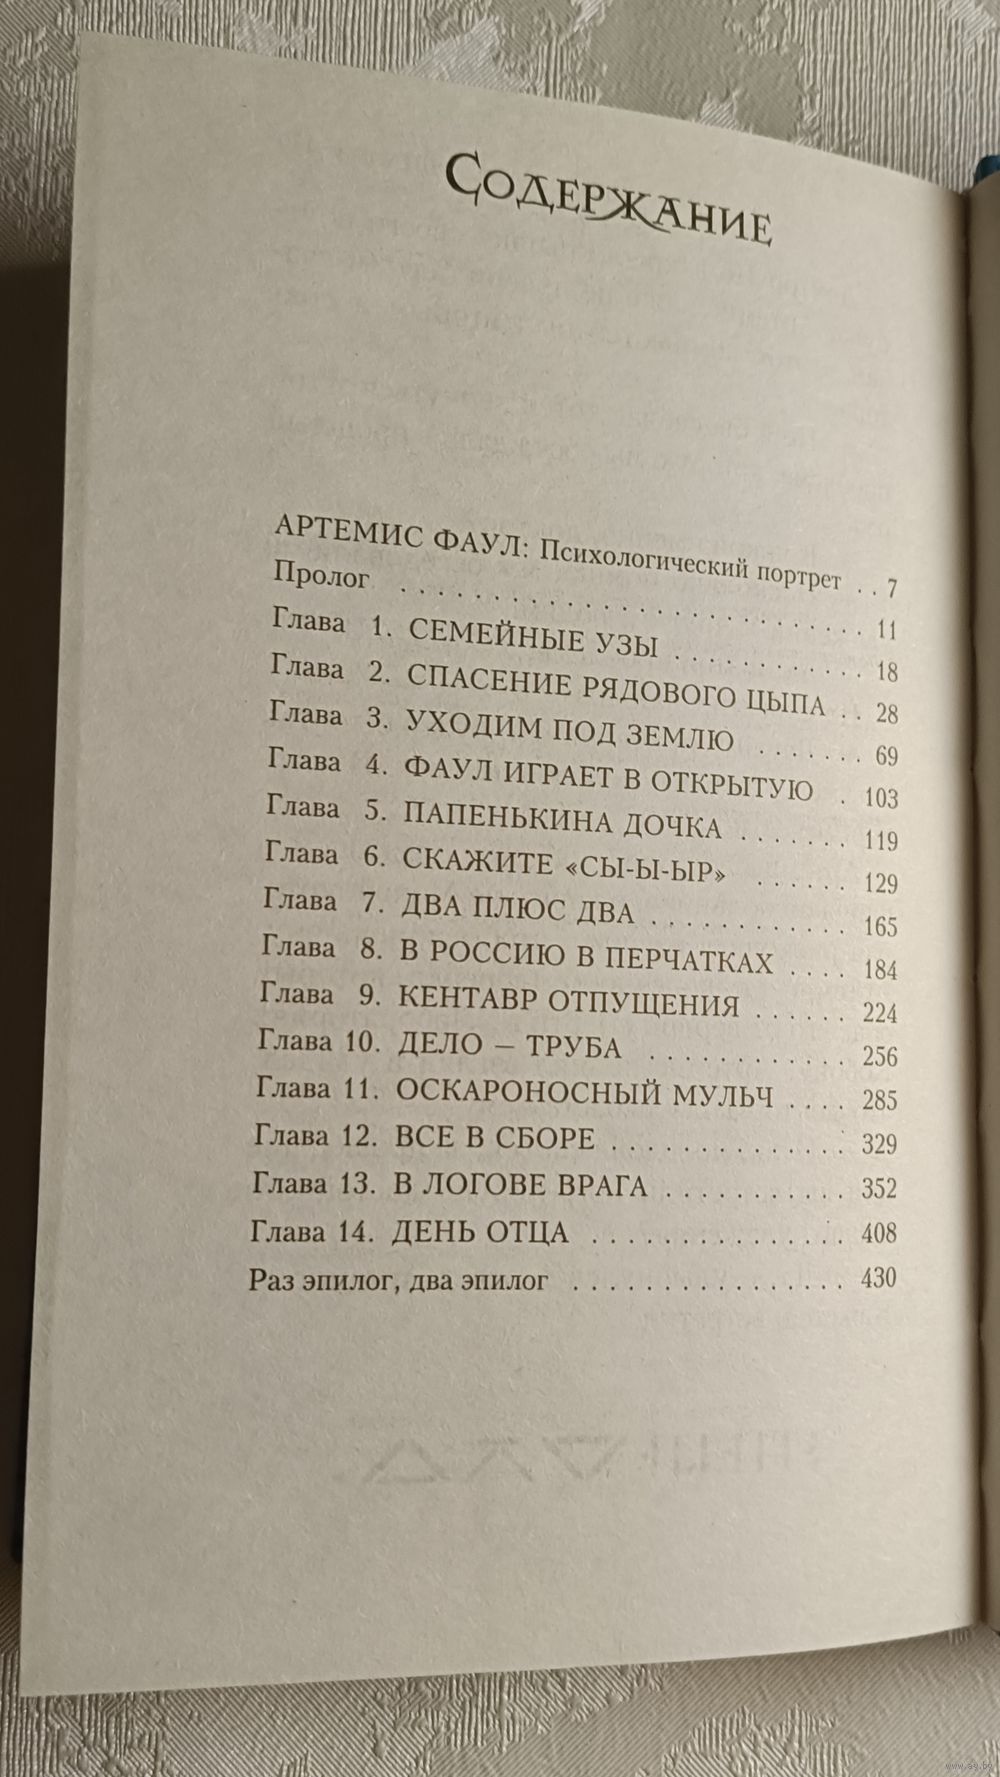 СОДЕРЖАНИЕ
АРТЕМИС ФАУЛ: Психологический портрет . . 7
Пролог . . . . . . . . . . . . . . . . . . . . . . 11
Глава 1. СЕМЕЙНЫЕ УЗЫ . . . . . . . . . . 18
Глава 2. СПАСЕНИЕ РЯДОВОГО ЦЫПА . . 28
Глава 3. УХОДИМ ПОД ЗЕМЛЮ . . . . . . . 69
Глава 4. ФАУЛ ИГРАЕТ В ОТКРЫТУЮ . 103
Глава 5. ПАПЕНЬКИНА ДОЧКА . . . . . . . 119
Глава 6. СКАЖИТЕ «СЫ-Ы-ЫР» . . . . . . 129
Глава 7. ДВА ПЛЮС ДВА . . . . . . . . . . . 165
Глава 8. В РОССИЮ В ПЕРЧАТКАХ . . . . 184
Глава 9. КЕНТАВР ОТПУЩЕНИЯ . . . . . . 224
Глава 10. ДЕЛО – ТРУБА . . . . . . . . . . . 256
Глава 11. ОСКАРОНОСНЫЙ МУЛЬЧ . . . . 285
Глава 12. ВСЕ В СБОРЕ . . . . . . . . . . . . . 329
Глава 13. В ЛОГОВЕ ВРАГА . . . . . . . . . . 352
Глава 14. ДЕНЬ ОТЦА . . . . . . . . . . . . . . 408
Раз эпилог, два эпилог . . . . . . . . . . . . . . . 430
www.ay.by